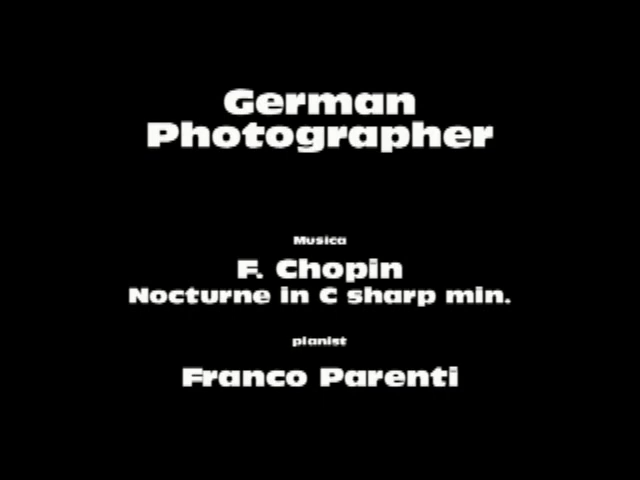 German
Photographer
Musica
F. Chopin
Nocturne in C sharp min.
pianist
Franco Parenti